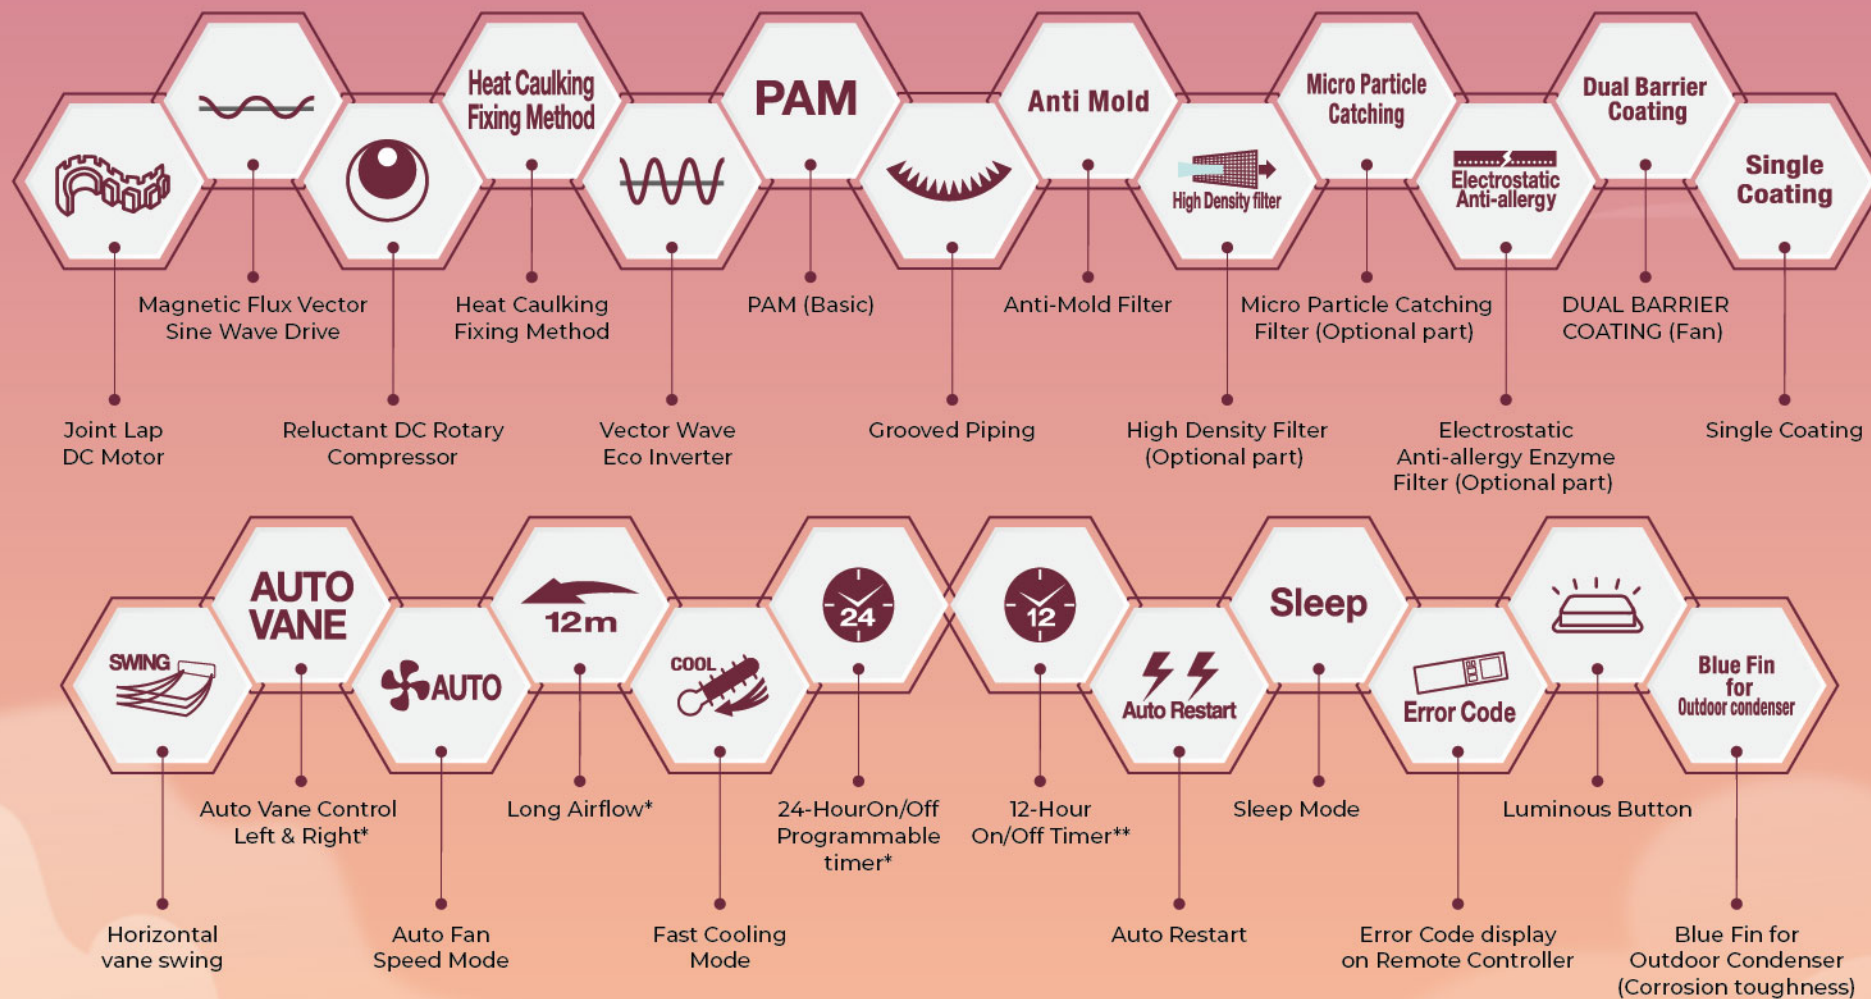 Heat Caulking
Fixing Method
PAM
Anti Mold
Micro Particle
Catching
Dual Barrier
Coating
High Density filter
Electrostatic
Anti-allergy
Single
Coating
Magnetic Flux Vector
Sine Wave Drive
Heat Caulking
Fixing Method
PAM (Basic)
Anti-Mold Filter
Micro Particle Catching
Filter (Optional part)
DUAL BARRIER
COATING (Fan)
Joint Lap
DC Motor
Reluctant DC Rotary
Compressor
Vector Wave
Eco Inverter
Grooved Piping
High Density Filter
(Optional part)
Electrostatic
Anti-allergy Enzyme
Filter (Optional part)
Single Coating
AUTO
VANE
12m
24
12
Sleep
SWING
AUTO
COOL
Auto Restart
Error Code
Blue Fin
for
Outdoor condenser
Auto Vane Control
Left & Right*
Long Airflow*
24-HourOn/Off
Programmable
timer*
12-Hour
On/Off Timer**
Sleep Mode
Luminous Button
Horizontal
vane swing
Auto Fan
Speed Mode
Fast Cooling
Mode
Auto Restart
Error Code display
on Remote Controller
Blue Fin for
Outdoor Condenser
(Corrosion toughness)